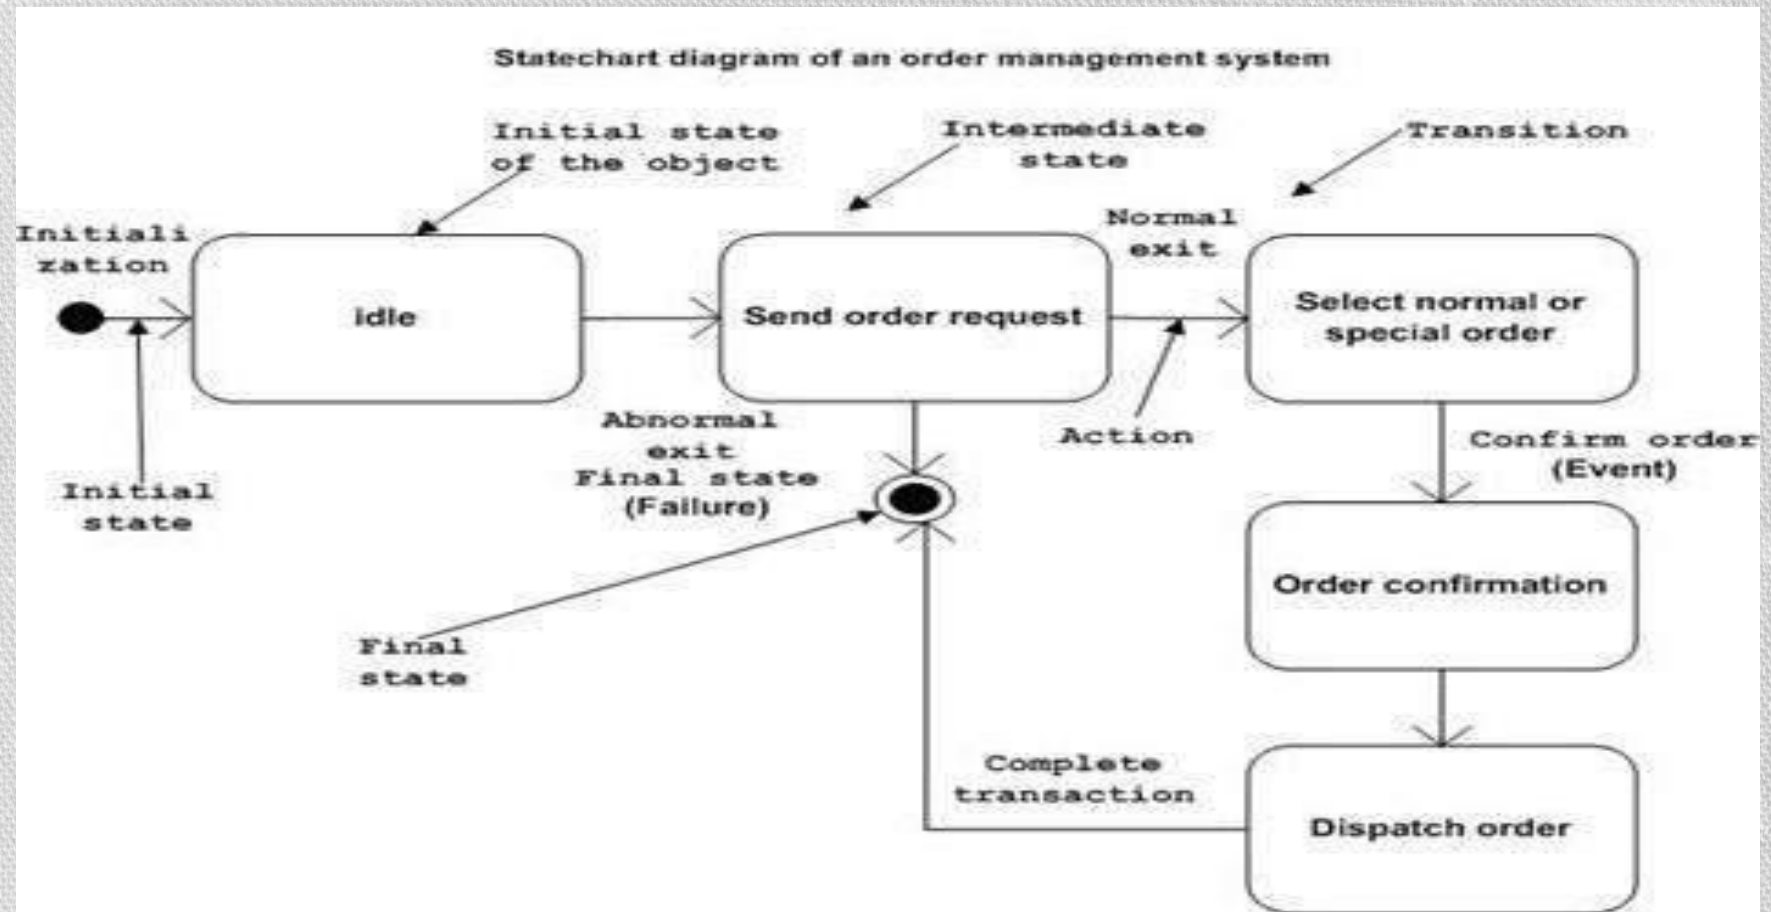 Statechart diagram of an order management system
Initial state
of the object
Intermediate
state
Transition
Initiali
zation
Normal
exit
idle
Send order request
Select normal or
special order
Abnormal
exit
Final state
(Failure)
Action
Confirm order
(Event)
Initial
state
Order confirmation
Final
state
Complete
transaction
Dispatch order